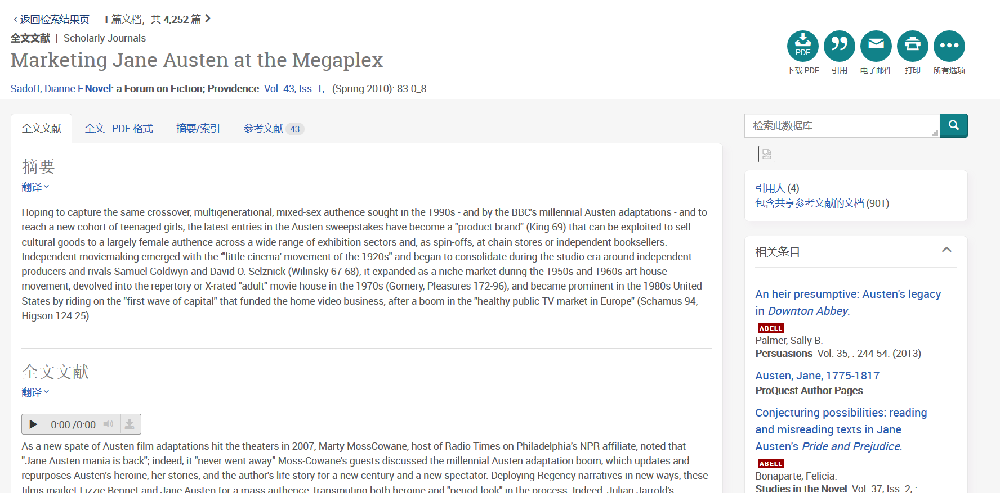 返回检索结果页 1 篇文档，共 4,252 篇
全文文献 | Scholarly Journals
Marketing Jane Austen at the Megaplex
Sadoff, Dianne F.Novel: a Forum on Fiction; Providence Vol. 43, Iss. 1, (Spring 2010): 83-0_8.
PDF
下载 PDF 引用 电子邮件 打印 所有选项
全文文献 全文 - PDF 格式 摘要/索引 参考文献 43
摘要
翻译
Hoping to capture the same crossover, multigenerational, mixed-sex authence sought in the 1990s - and by the BBC's millennial Austen adaptations - and to
reach a new cohort of teenaged girls, the latest entries in the Austen sweepstakes have become a "product brand" (King 69) that can be exploited to sell
cultural goods to a largely female authence across a wide range of exhibition sectors and, as spin-offs, at chain stores or independent booksellers.
Independent moviemaking emerged with the "'little cinema' movement of the 1920s" and began to consolidate during the studio era around independent
producers and rivals Samuel Goldwyn and David O. Selznick (Wilinsky 67-68); it expanded as a niche market during the 1950s and 1960s art-house
movement, devolved into the repertory or X-rated "adult" movie house in the 1970s (Gomery, Pleasures 172-96), and became prominent in the 1980s United
States by riding on the "first wave of capital" that funded the home video business, after a boom in the "healthy public TV market in Europe" (Schamus 94;
Higson 124-25).
全文文献
翻译
0:00 /0:00
As a new spate of Austen film adaptations hit the theaters in 2007, Marty MossCowane, host of Radio Times on Philadelphia's NPR affiliate, noted that
"Jane Austen mania is back"; indeed, it "never went away." Moss-Cowane's guests discussed the millennial Austen adaptation boom, which updates and
repurposes Austen's heroine, her stories, and the author's life story for a new century and a new spectator. Deploying Regency narratives in new ways, these
films market Lizzie Bennet and Jane Austen for a mass authence, transmuting both heroine and "period look" in the process. Indeed, Julian Jarrold's
检索此数据库...
引用人 (4)
包含共享参考文献的文档 (901)
相关条目
An heir presumptive: Austen's legacy
in Downton Abbey.
ABELL
Palmer, Sally B.
Persuasions Vol. 35, : 244-54. (2013)
Austen, Jane, 1775-1817
ProQuest Author Pages
Conjecturing possibilities: reading
and misreading texts in Jane
Austen's Pride and Prejudice.
ABELL
Bonaparte, Felicia.
Studies in the Novel Vol. 37, Iss. 2, :